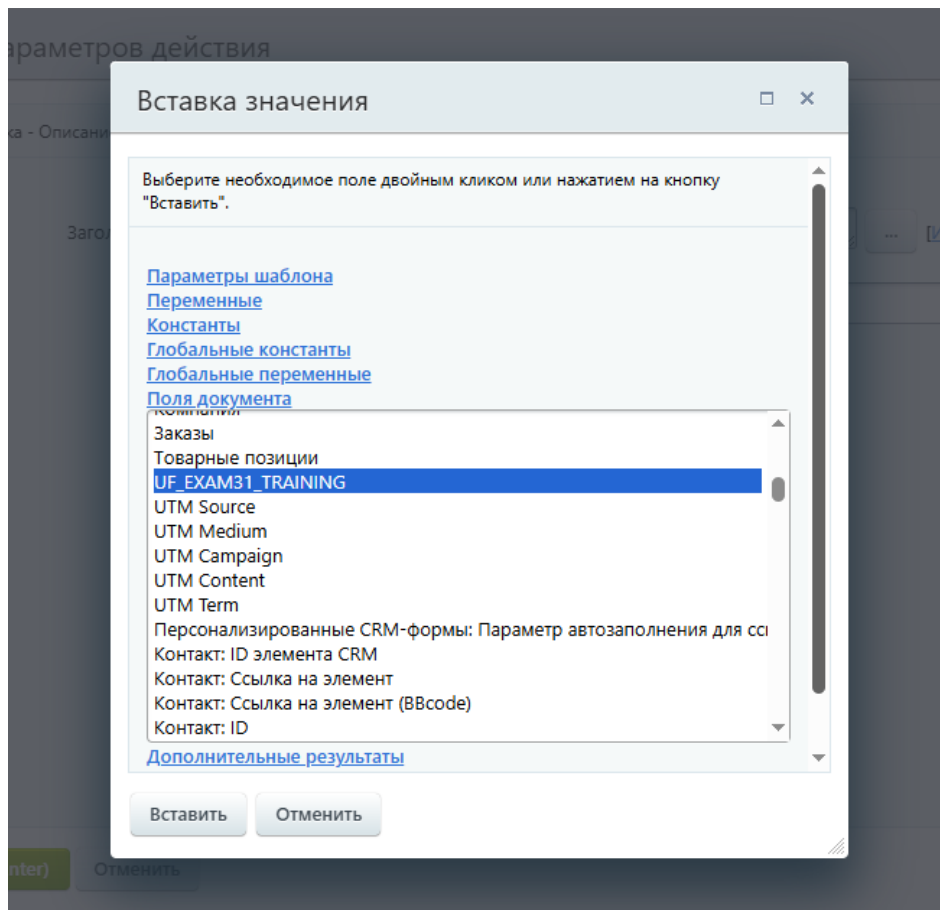 араметров действия
Вставка значения
ка - Описани
Выберите необходимое поле двойным кликом или нажатием на кнопку
"Вставить".
Заго
...
[И
Параметры шаблона
Переменные
Константы
Глобальные константы
Глобальные переменные
Поля документа
Компания
Заказы
Товарные позиции
UF_EXAM31_TRAINING
UTM Source
UTM Medium
UTM Campaign
UTM Content
UTM Term
Персонализированные CRM-формы: Параметр автозаполнения для ссі
Контакт: ID элемента CRM
Контакт: Ссылка на элемент
Контакт: Ссылка на элемент (BBcode)
Контакт: ID
Дополнительные результаты
Вставить Отменить
nter) Отменить